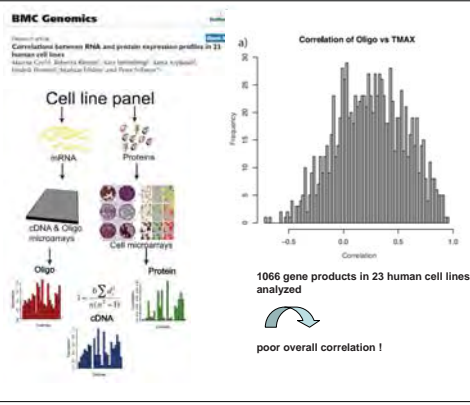 BMC Genomics
Research article
Correlations between RNA and protein expression profiles in 23
human cell lines
Cell line panel
mRNA
Proteins
cDNA & Oligo
microarrays
Cell microarrays
Oligo
Protein
cDNA
a)
Correlation of Oligo vs TMAX
Frequency
0
5
10
15
20
25
30
-0.5
0.0
0.5
1.0
Correlation
1066 gene products in 23 human cell lines
analyzed
poor overall correlation !